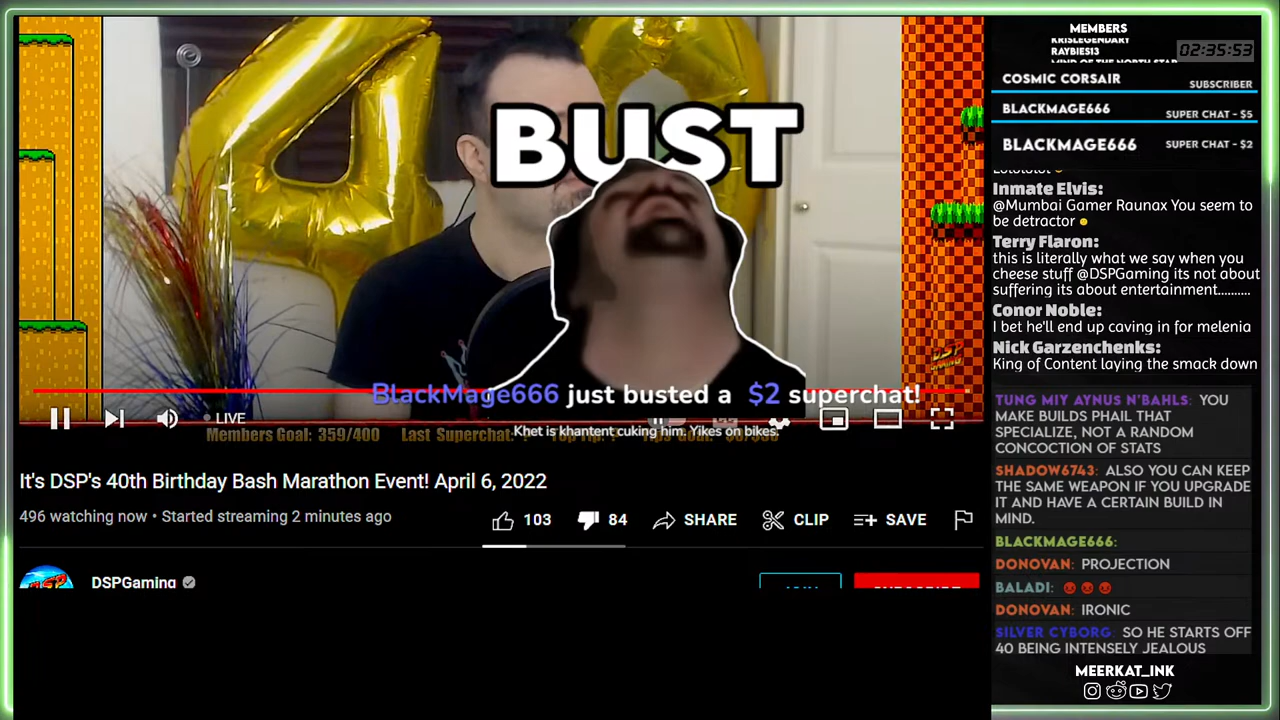 BUST
BlackMage666 just busted a $2 superchat!
LIVE
Members Goal: 359/400 Last Superchat:
Khet is khantent cuking him. Yikes on bikes.
It's DSP's 40th Birthday Bash Marathon Event! April 6, 2022
496 watching now • Started streaming 2 minutes ago
103
84
SHARE
CLIP
SAVE
DSPGaming
MEMBERS
KRISLEGENDARY
RAYBIES13
MIND OF THE NORTH STAR
02:35:53
COSMIC CORSAIR SUBSCRIBER
BLACKMAGE666 SUPER CHAT - $5
BLACKMAGE666 SUPER CHAT - $2
Inmate Elvis:
@Mumbai Gamer Raunax You seem to
be detractor
Terry Flaron:
this is literally what we say when you
cheese stuff @DSPGaming its not about
suffering its about entertainment..........
Conor Noble:
I bet he'll end up caving in for melenia
Nick Garzenchenks:
King of Content laying the smack down
TUNG MIY AYNUS N'BAHLS: YOU
MAKE BUILDS PHAIL THAT
SPECIALIZE, NOT A RANDOM
CONCOCTION OF STATS
SHADOW6743: ALSO YOU CAN KEEP
THE SAME WEAPON IF YOU UPGRADE
IT AND HAVE A CERTAIN BUILD IN
MIND.
BLACKMAGE666:
DONOVAN: PROJECTION
BALADI:
DONOVAN: IRONIC
SILVER CYBORG: SO HE STARTS OFF
40 BEING INTENSELY JEALOUS
MEERKAT_INK